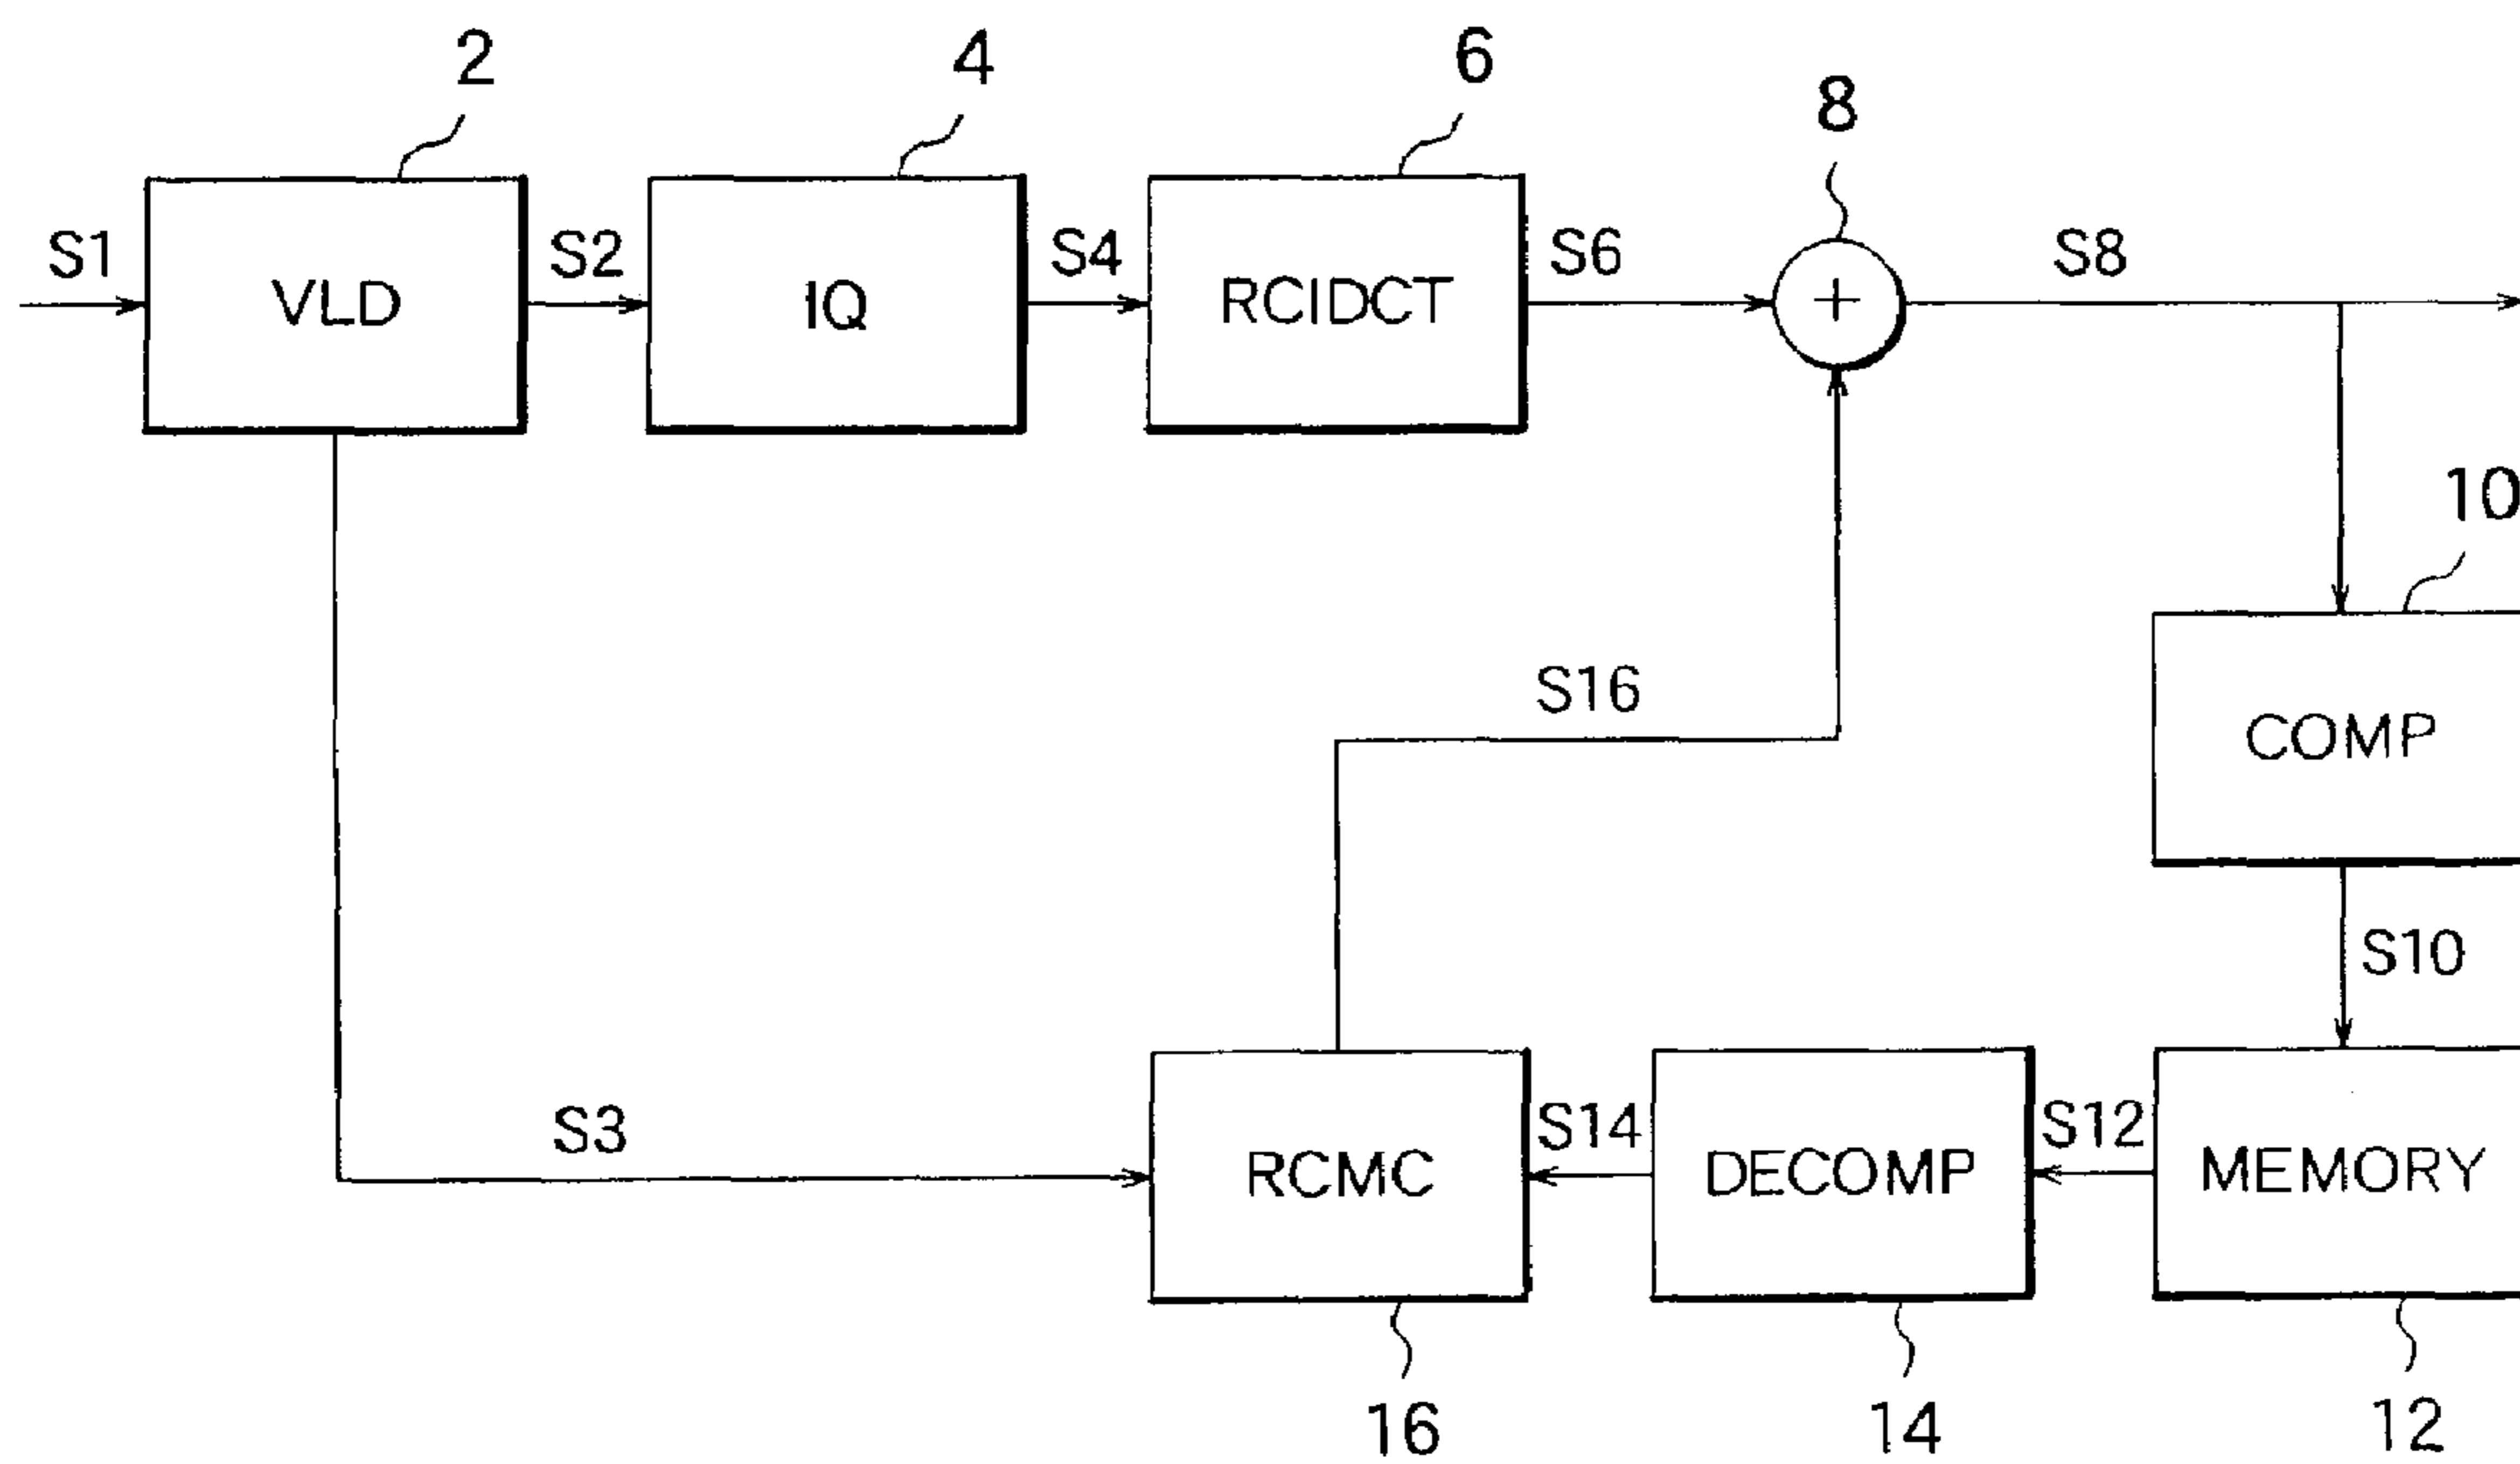 2
4
6
8
S1
VLD
S2
IQ
S4
RCIDCT
S6
+
S8
10
COMP
S16
S10
S3
RCMC
S14
DECOMP
S12
MEMORY
16
14
12